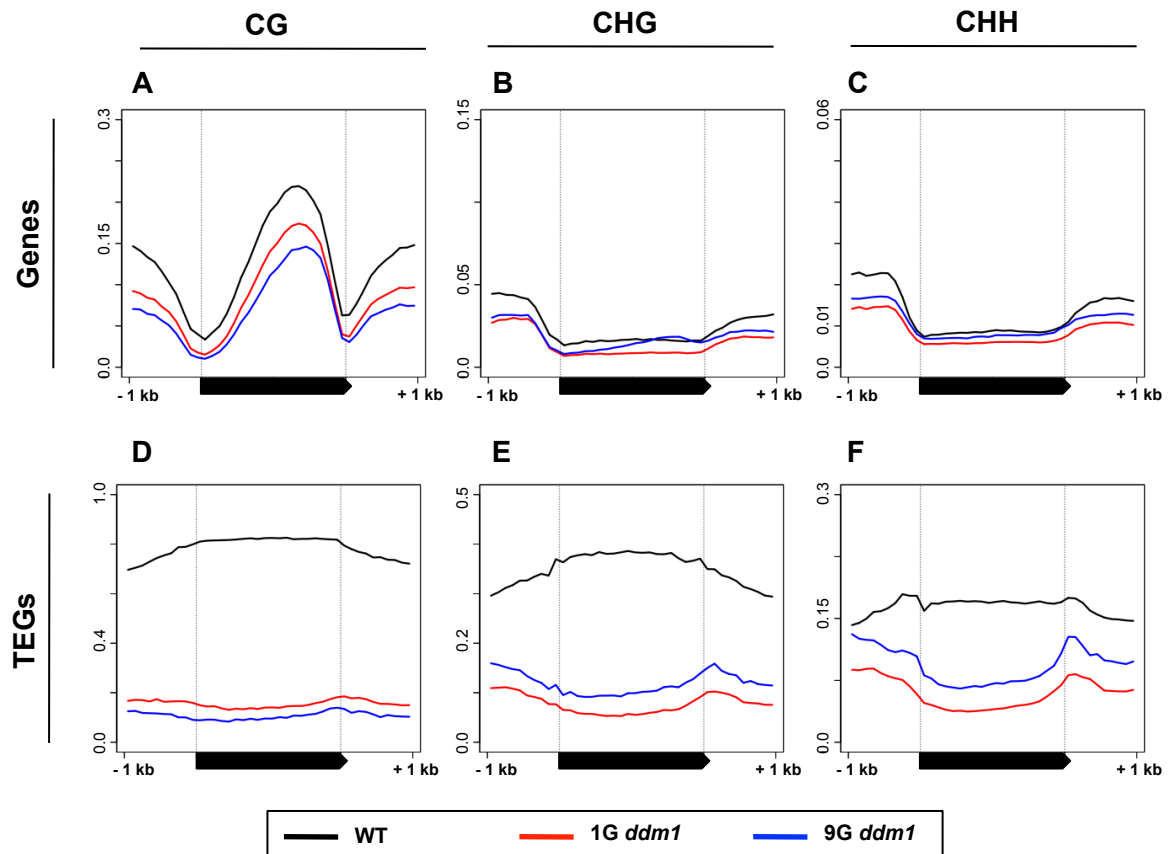 CG CHG CHH
A B C
Genes
0.3 0.15 0.06
0.15 0.05 0.01
0.0 0.0 0.0
- 1 kb + 1 kb - 1 kb + 1 kb - 1 kb + 1 kb
D E F
TEGs
1.0 0.5 0.3
0.4 0.2 0.15
0.0 0.0 0.0
- 1 kb + 1 kb - 1 kb + 1 kb - 1 kb + 1 kb
WT 1G ddm1 9G ddm1